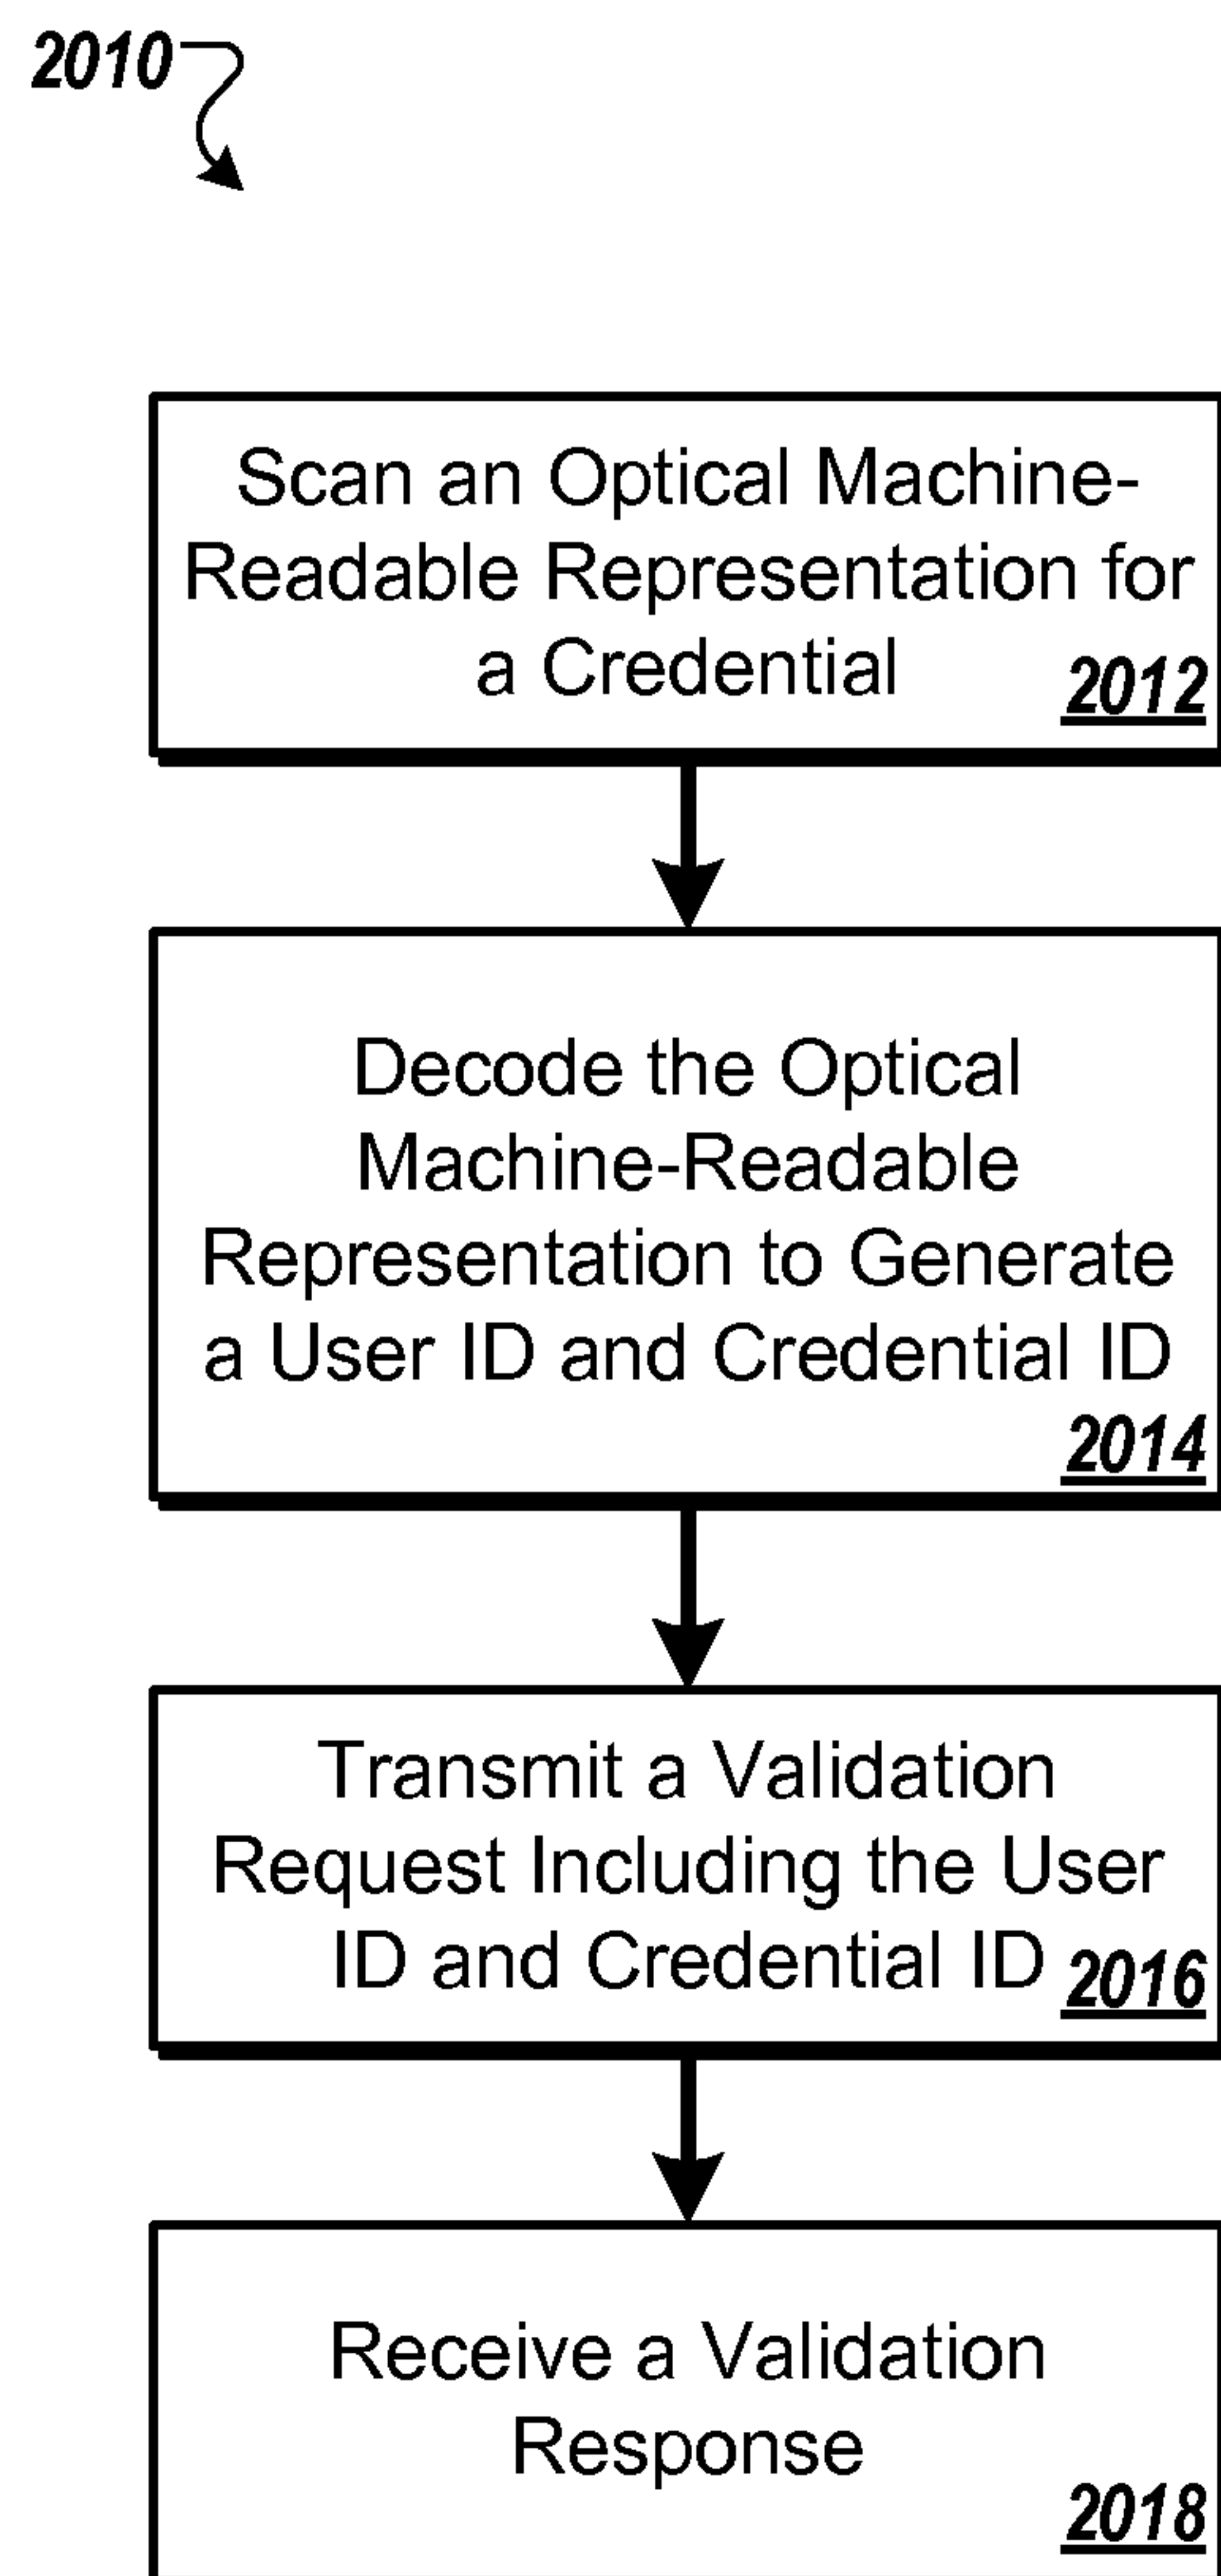 2010
Scan an Optical Machine-
Readable Representation for
a Credential
2012
Decode the Optical
Machine-Readable
Representation to Generate
a User ID and Credential ID
2014
Transmit a Validation
Request Including the User
ID and Credential ID
2016
Receive a Validation
Response
2018